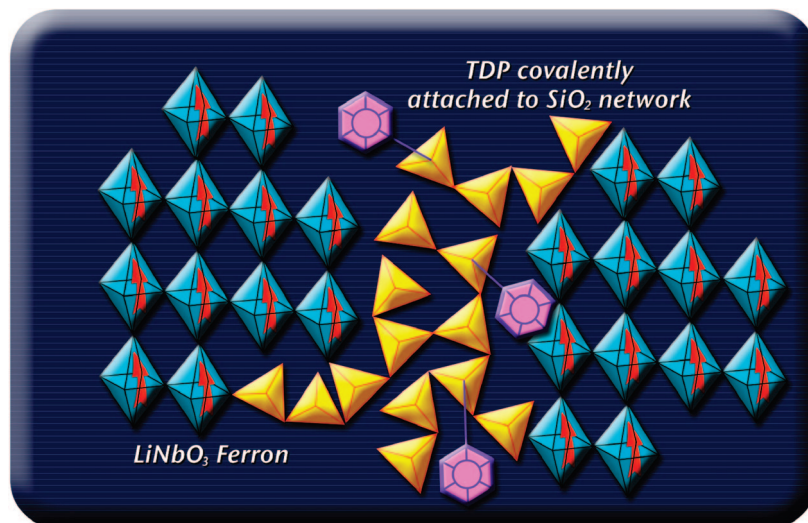 TDP covalently
attached to SiO₂ network
LiNbO₃ Ferron